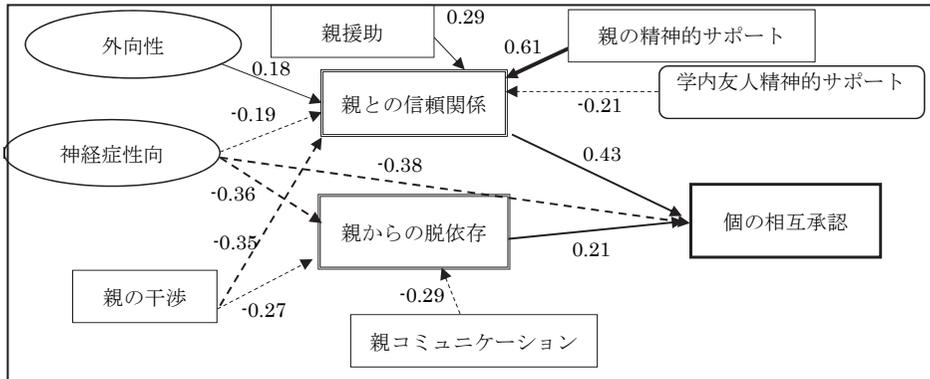 0.29
親援助
外向性
親の精神的サポート
0.61
0.18
学内友人精神的サポート
親との信頼関係
-0.21
-0.19
神経症性向
-0.38
0.43
-0.36
個の相互承認
親からの脱依存
-0.35
0.21
親の干渉
-0.29
-0.27
親コミュニケーション